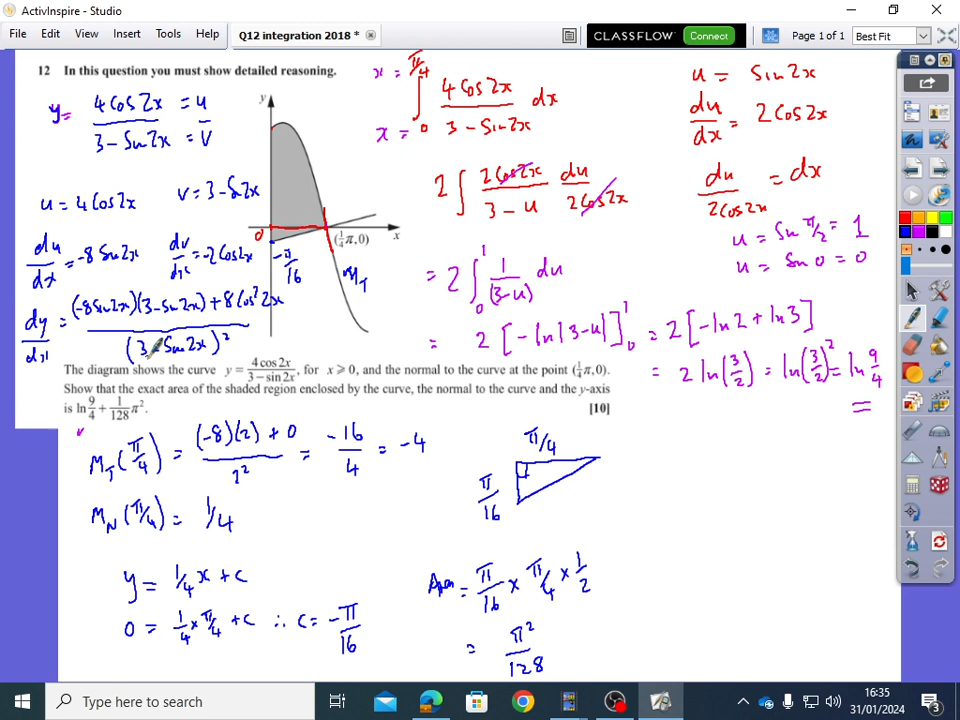 ActivInspire - Studio
File Edit View Insert Tools Help
Q12 integration 2018 *
CLASSFLOW Connect
Page 1 of 1 Best Fit
12 In this question you must show detailed reasoning.
y= 4Cos2x = u
3-Sin2x = v
u = 4Cos2x
v = 3-Sin2x
du/dx = -8Sin2x
dv/dx = -2Cos2x
dy/dx = (-8Sin2x)(3-Sin2x) + 8Cos²2x
(3-Sin2x)²
y
0
x
(¼π,0)
-π/16
M_T
x = π/4
∫ 4Cos2x / 3-Sin2x dx
x = 0
u = Sin2x
du/dx = 2Cos2x
du/2Cos2x = dx
2∫ 2Cos2x / 3-u du/2Cos2x
u = Sin π/2 = 1
u = Sin 0 = 0
= 2∫₀¹ 1/(3-u) du
= 2[-ln|3-u|]₀¹ = 2[-ln2 + ln3]
= 2ln(3/2) = ln(3/2)² = ln 9/4
=
The diagram shows the curve y = 4cos2x / 3-sin2x, for x ⩾ 0, and the normal to the curve at the point (¼π,0).
Show that the exact area of the shaded region enclosed by the curve, the normal to the curve and the y-axis
is ln 9/4 + 1/128 π². [10]
M_T(π/4) = (-8)(2) + 0 / 2² = -16/4 = -4
M_N(π/4) = 1/4
y = 1/4x + c
0 = 1/4 × π/4 + c ∴ c = -π/16
π/4
π/16
Area = π/16 × π/4 × 1/2
= π²/128
Type here to search
16:35
31/01/2024
3